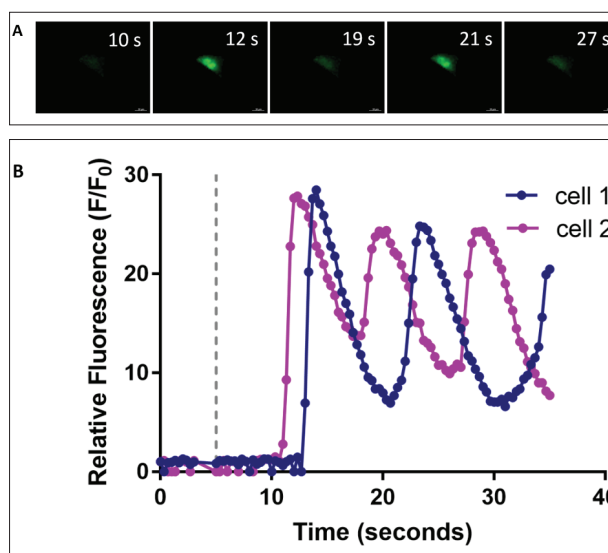 A
10 s 12 s 19 s 21 s 27 s
B
Relative Fluorescence (F/F0)
30
20
10
0
cell 1
cell 2
0 10 20 30 40
Time (seconds)